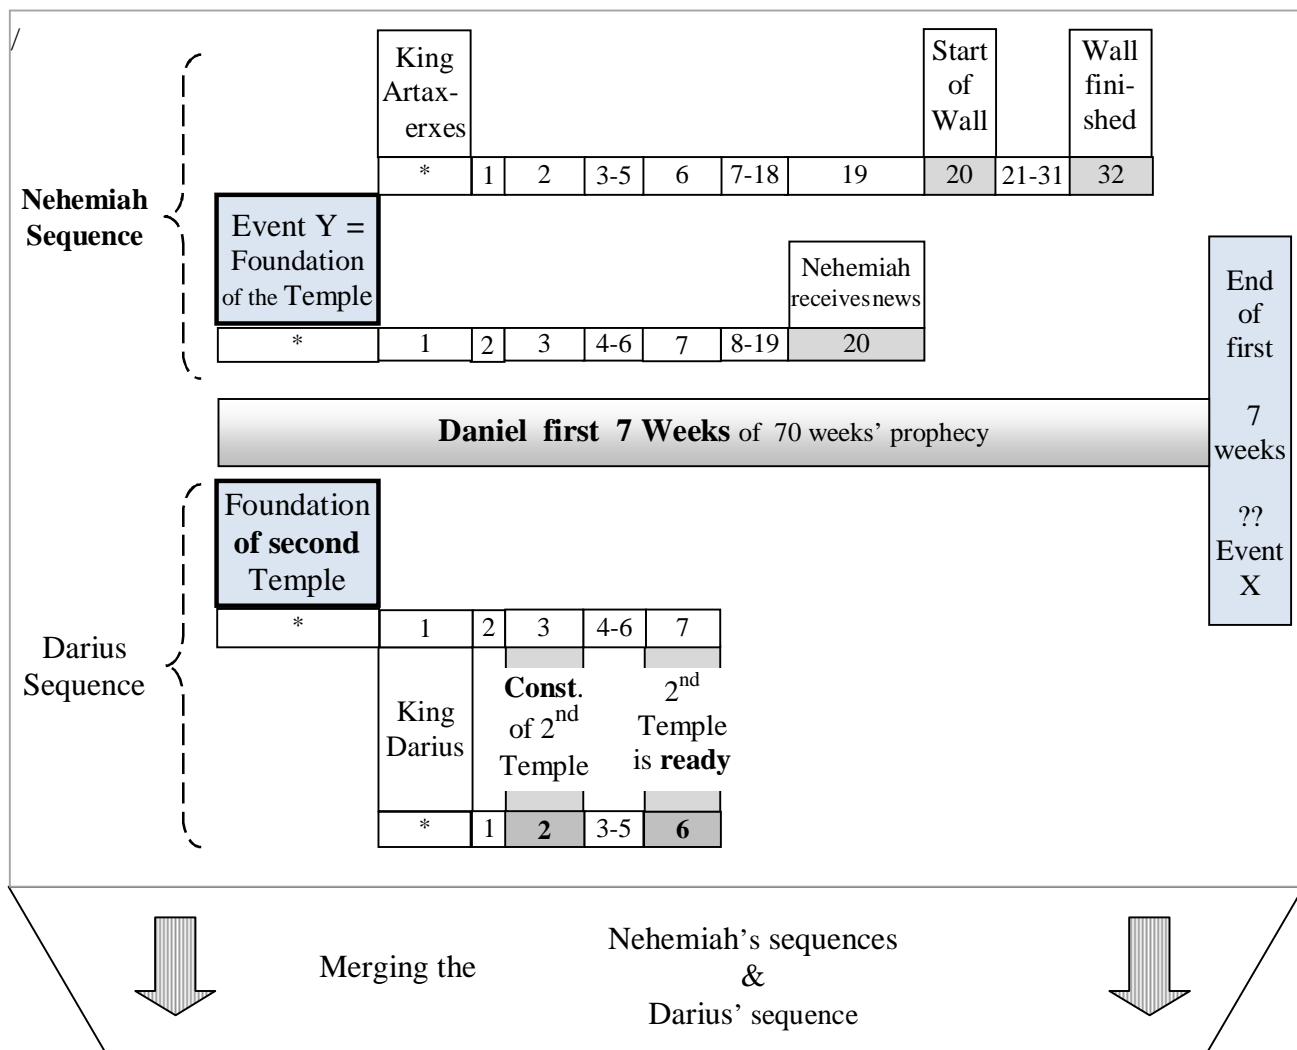 /
King
Artax-
erxes
Start
of
Wall
Wall
fini-
shed
* 1 2 3-5 6 7-18 19 20 21-31 32
Nehemiah
Sequence
Event Y =
Foundation
of the Temple
Nehemiah
receives news
* 1 2 3 4-6 7 8-19 20
End
of
first
7
weeks
??
Event
X
Daniel first 7 Weeks of 70 weeks’ prophecy
Foundation
of second
Temple
* 1 2 3 4-6 7
Darius
Sequence
King
Darius
Const.
of 2nd
Temple
2nd
Temple
is ready
* 1 2 3-5 6
Merging the
Nehemiah’s sequences
&
Darius’ sequence